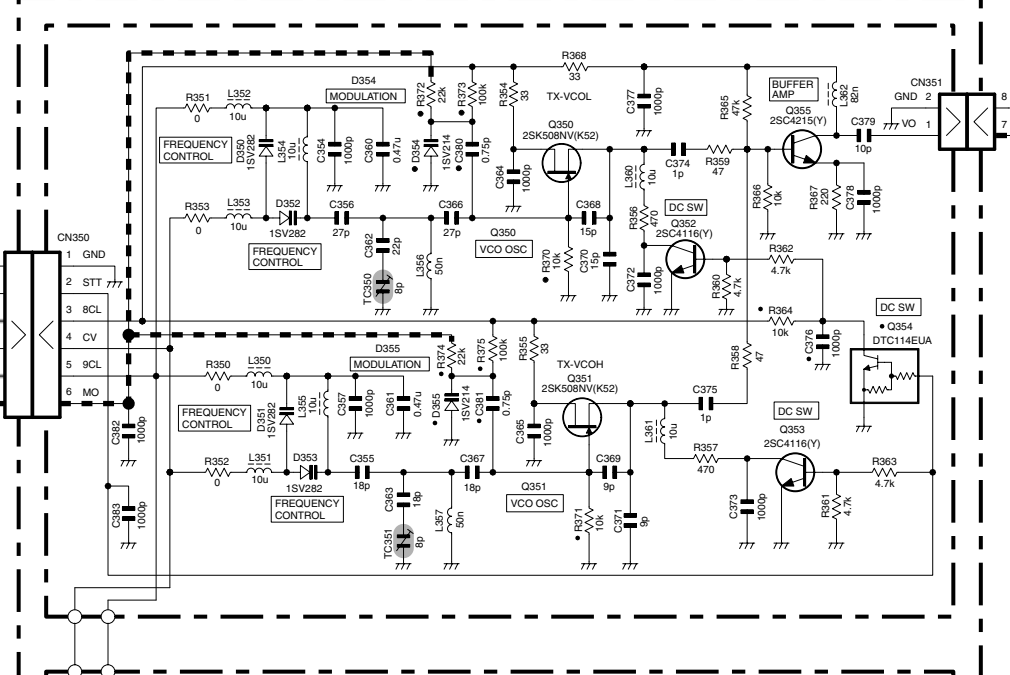 R368
33
D354
MODULATION
R372
22k
R373
100k
R354
33
TX-VCOL
C377
1000p
R365
47k
BUFFER
AMP
L362
82n
CN351
GND 2
VO 1
8
7
R351
0
L352
10u
Q350
2SK508NV(K52)
Q355
2SC4215(Y)
C379
10p
FREQUENCY
CONTROL
D350
1SV282
L354
10u
C354
1000p
C360
0.47u
D354
1SV214
C380
0.75p
C364
1000p
C374
1p
R359
47
L360
10u
R366
10k
R367
220
C378
1000p
R353
0
L353
10u
D352
1SV282
C356
27p
C366
27p
C368
15p
R356
470
DC SW
Q352
2SC4116(Y)
FREQUENCY
CONTROL
C362
22p
Q350
VCO OSC
TC350
8p
L356
50n
R370
10k
C370
15p
C372
1000p
R360
4.7k
R362
4.7k
CN350
1 GND
2 STT
3 8CL
4 CV
5 9CL
6 MO
R364
10k
DC SW
Q354
DTC114EUA
C376
1000p
D355
MODULATION
R374
22k
R375
100k
R355
33
TX-VCOH
Q351
2SK508NV(K52)
R358
47
R350
0
L350
10u
FREQUENCY
CONTROL
D351
1SV282
L355
10u
C357
1000p
C361
0.47u
D355
1SV214
C381
0.75p
C365
1000p
C375
1p
L361
10u
DC SW
Q353
2SC4116(Y)
C382
1000p
R352
0
L351
10u
D353
1SV282
C355
18p
C367
18p
C369
9p
R357
470
R363
4.7k
FREQUENCY
CONTROL
C363
18p
Q351
VCO OSC
C383
1000p
TC351
8p
L357
50n
R371
10k
C371
9p
C373
1000p
R361
4.7k